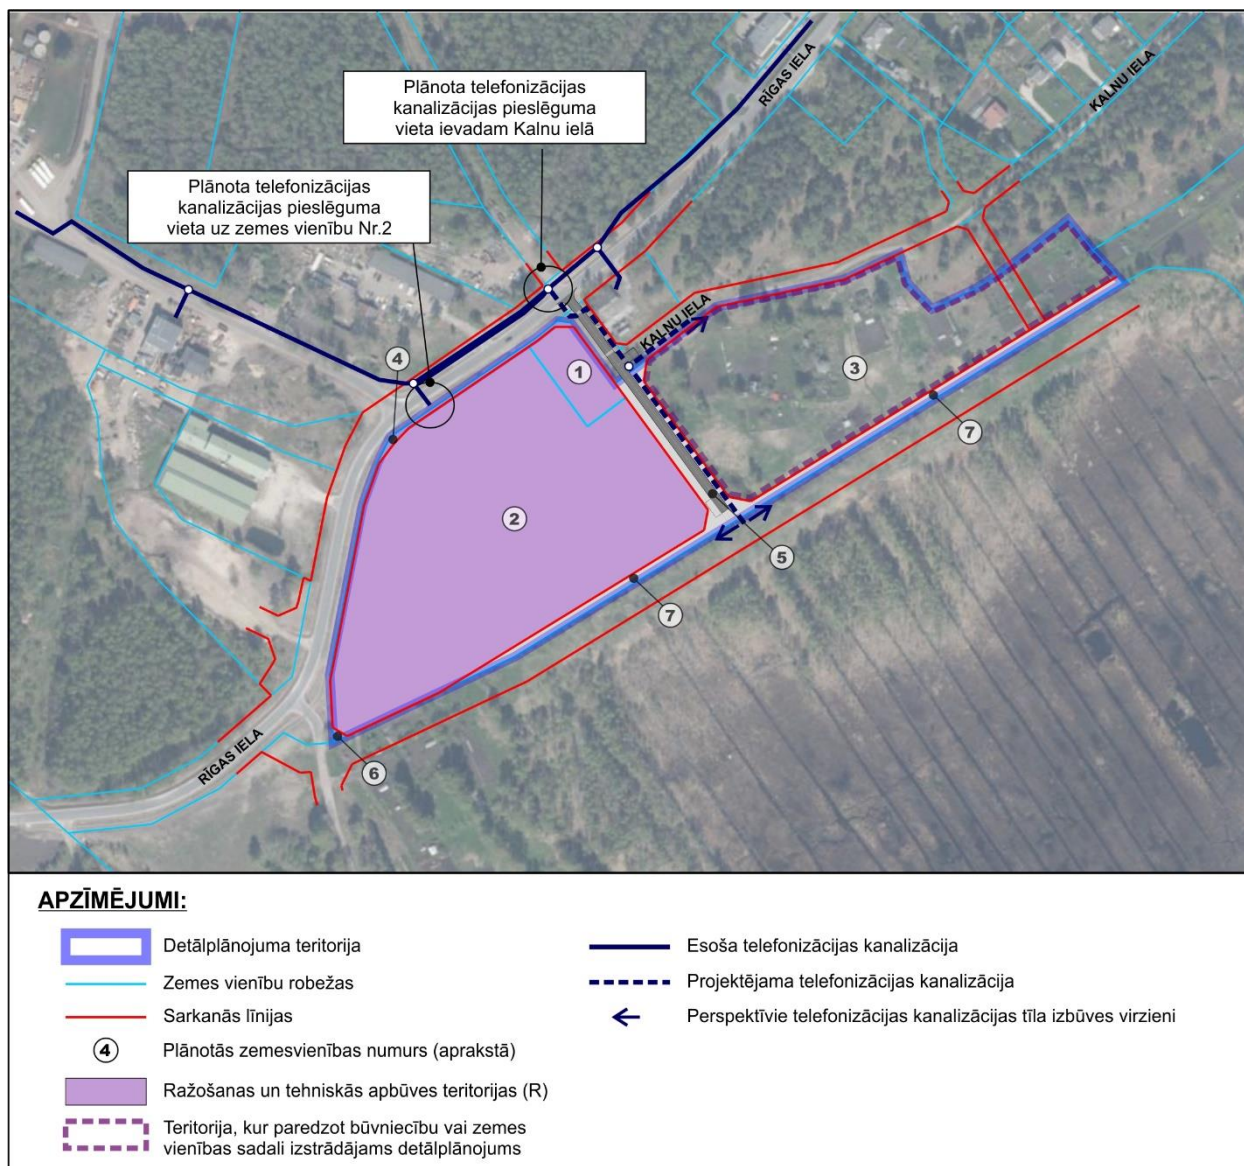 Plānota telefonizācijas
kanalizācijas pieslēguma
vieta ievadam Kalnu ielā
Plānota telefonizācijas
kanalizācijas pieslēguma
vieta uz zemes vienību Nr.2
RĪGAS IELA
KALNU IELA
KALNU IELA
4
1
3
7
2
5
7
RĪGAS IELA
6
APZĪMĒJUMI:
Detālplānojuma teritorija
Zemes vienību robežas
Sarkanās līnijas
4 Plānotās zemesvienības numurs (aprakstā)
Ražošanas un tehniskās apbūves teritorijas (R)
Teritorija, kur paredzot būvniecību vai zemes
vienības sadali izstrādājams detālplānojums
Esoša telefonizācijas kanalizācija
Projektējama telefonizācijas kanalizācija
Perspektīvie telefonizācijas kanalizācijas tīla izbūves virzieni